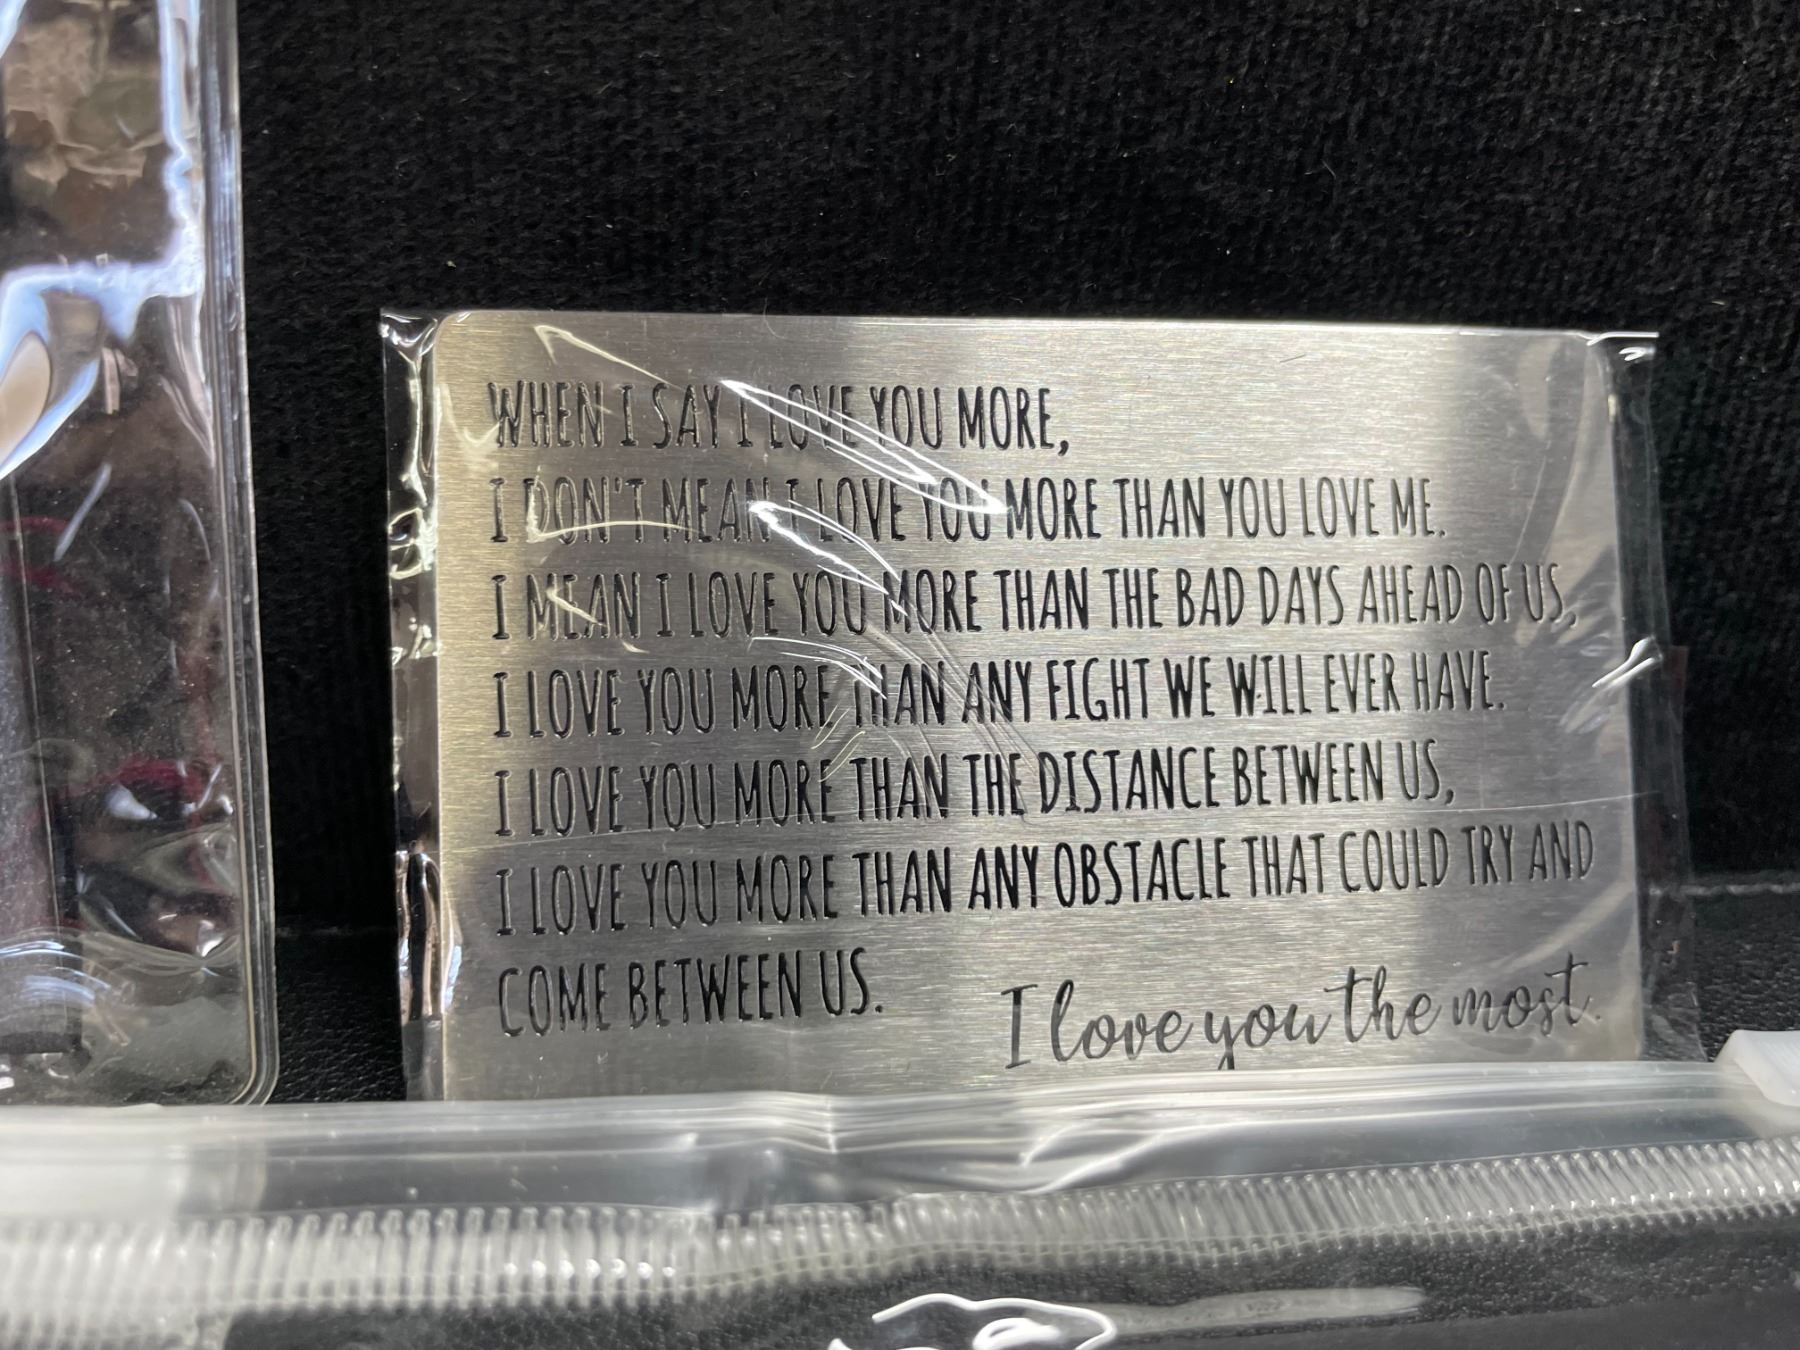 WHEN I SAY I LOVE YOU MORE,
I DON'T MEAN I LOVE YOU MORE THAN YOU LOVE ME.
I MEAN I LOVE YOU MORE THAN THE BAD DAYS AHEAD OF US,
I LOVE YOU MORE THAN ANY FIGHT WE WILL EVER HAVE.
I LOVE YOU MORE THAN THE DISTANCE BETWEEN US,
I LOVE YOU MORE THAN ANY OBSTACLE THAT COULD TRY AND
COME BETWEEN US.
I love you the most.